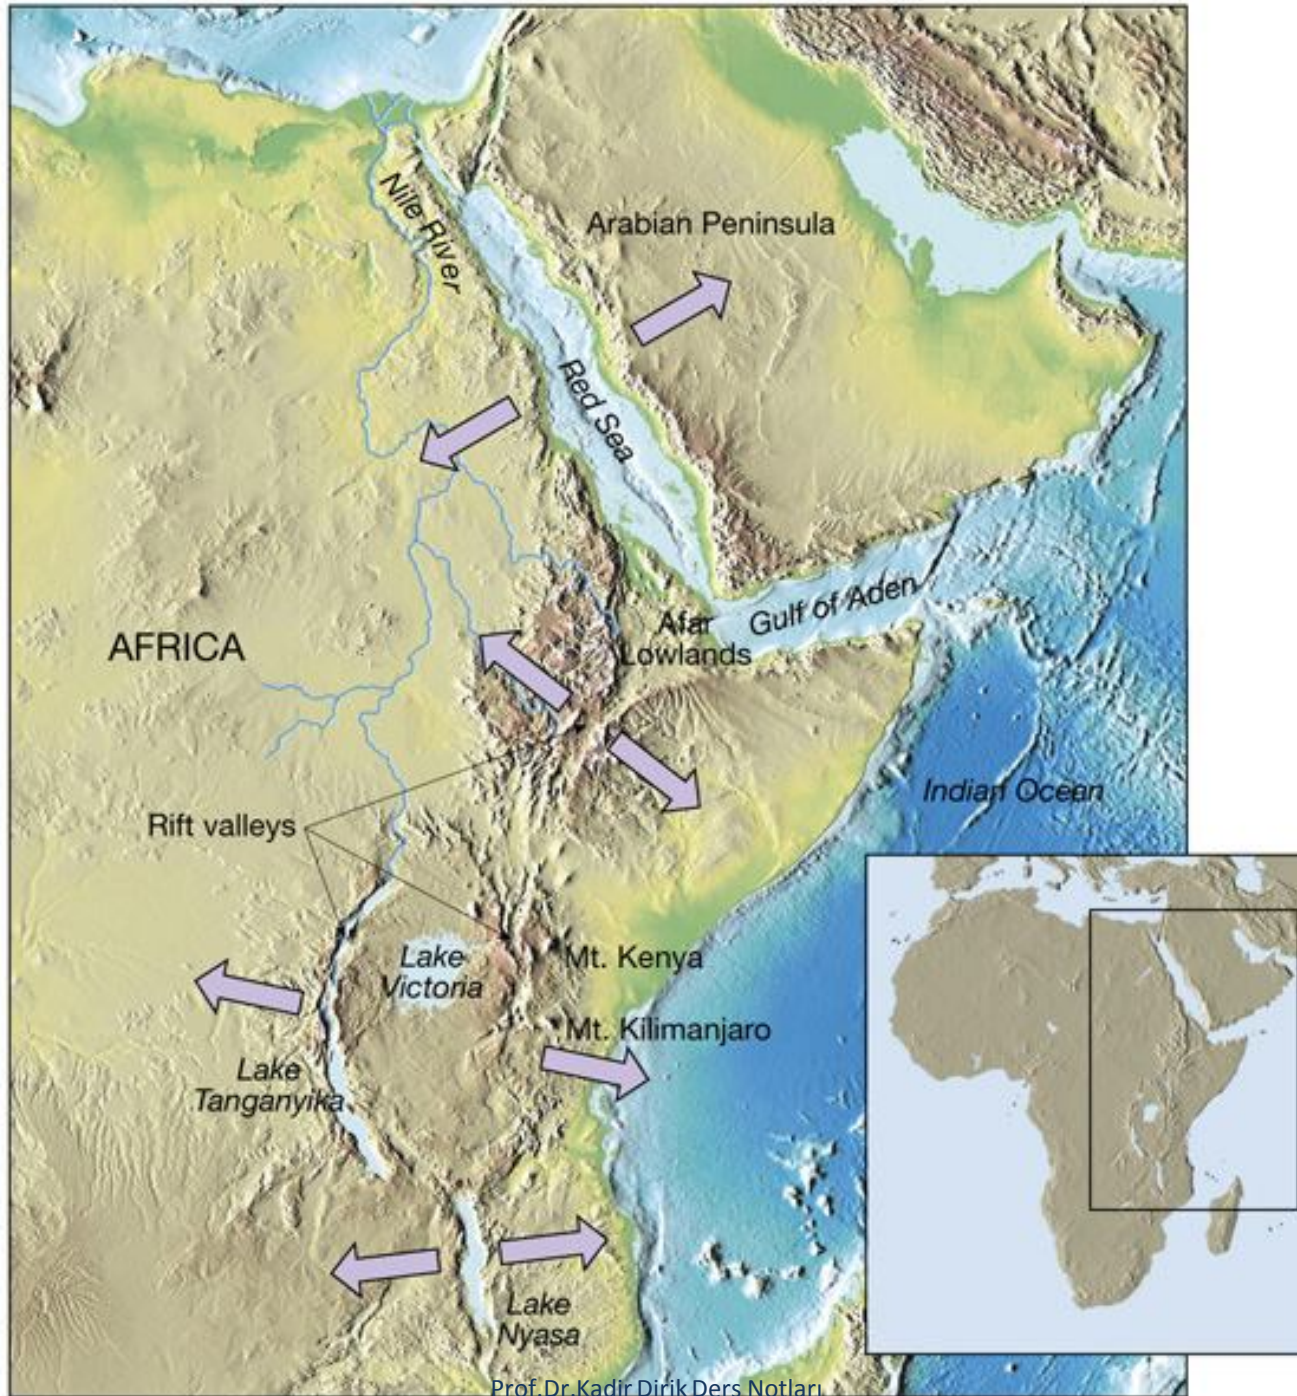 Nile River
Arabian Peninsula
Red Sea
Gulf of Aden
Afar
Lowlands
AFRICA
Indian Ocean
Rift valleys
Lake
Victoria
Mt. Kenya
Mt. Kilimanjaro
Lake
Tanganyika
Lake
Nyasa
Prof.Dr.Kadir Dirik Ders Notları